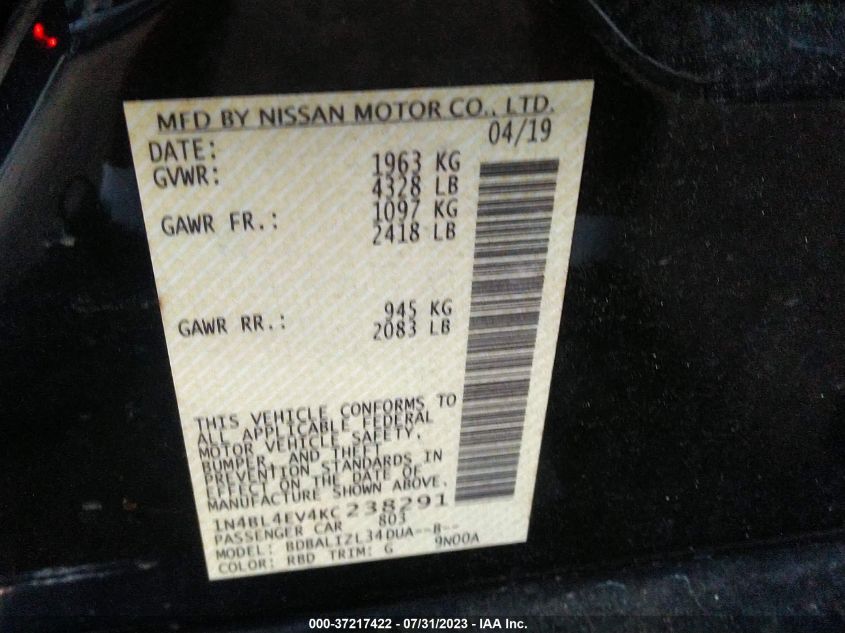 MFD BY NISSAN MOTOR CO., LTD.
DATE: 04/19
GVWR: 1963 KG
4328 LB
GAWR FR.: 1097 KG
2418 LB
GAWR RR.: 945 KG
2083 LB
THIS VEHICLE CONFORMS TO
ALL APPLICABLE FEDERAL
MOTOR VEHICLE SAFETY,
BUMPER, AND THEFT
PREVENTION STANDARDS IN
EFFECT ON THE DATE OF
MANUFACTURE SHOWN ABOVE.
1N4BL4EV4KC238291
PASSENGER CAR 803
MODEL: BDBALIZL34DUA--B--
COLOR: RBD TRIM: G 9N00A
000-37217422 - 07/31/2023 - IAA Inc.